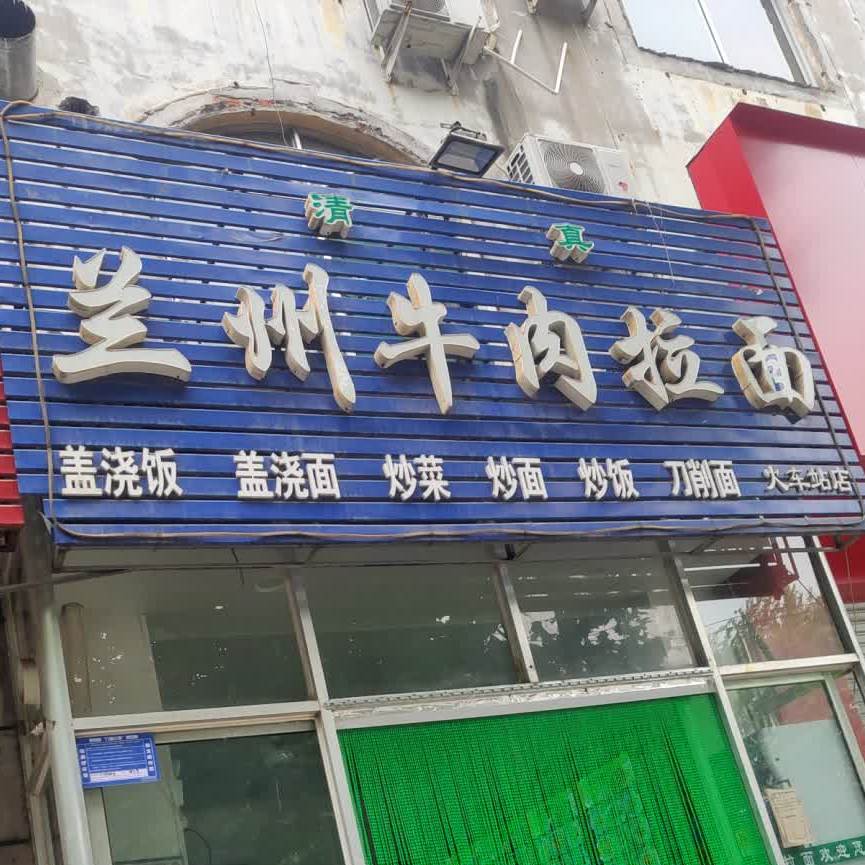 清真
兰州牛肉拉面
盖浇饭 盖浇面 炒菜 炒面 炒饭 刀削面 火车站店